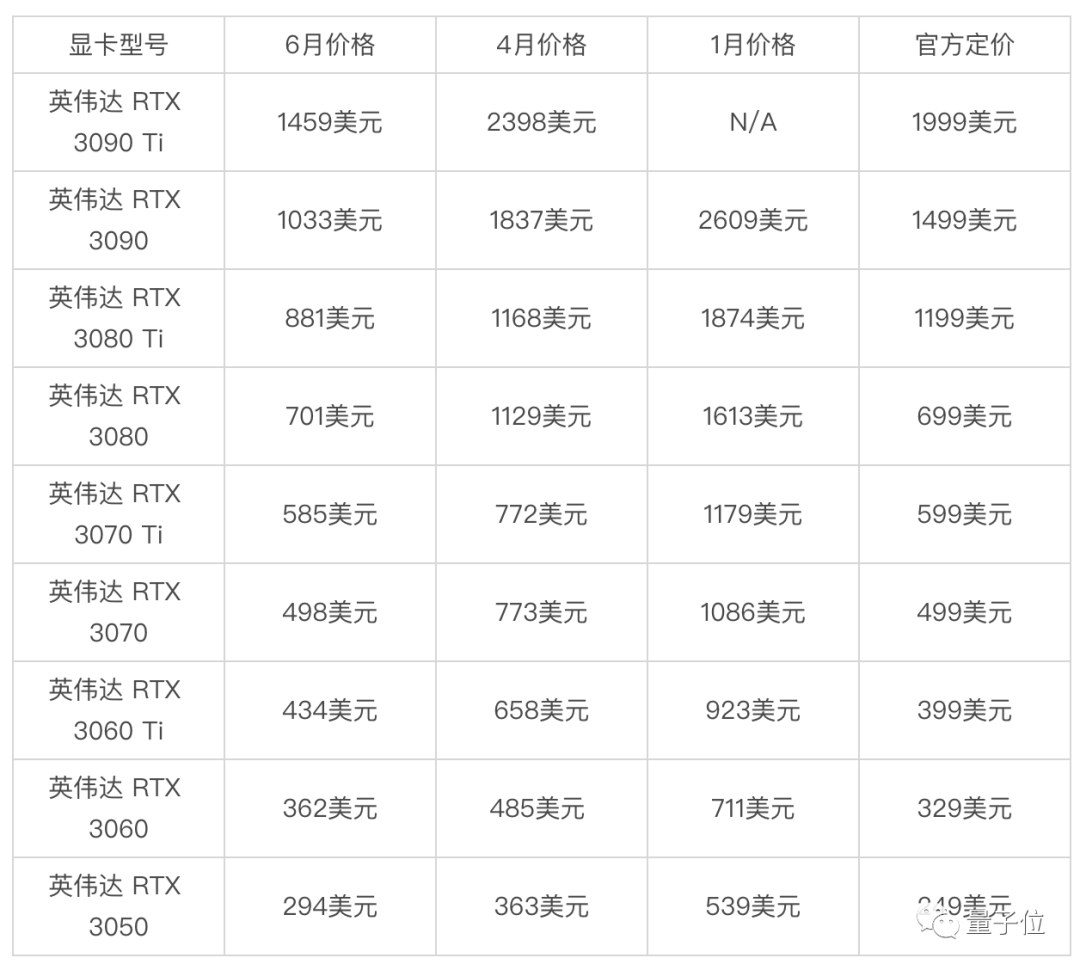 显卡型号 6月价格 4月价格 1月价格 官方定价
英伟达 RTX
3090 Ti
1459美元 2398美元 N/A 1999美元
英伟达 RTX
3090
1033美元 1837美元 2609美元 1499美元
英伟达 RTX
3080 Ti
881美元 1168美元 1874美元 1199美元
英伟达 RTX
3080
701美元 1129美元 1613美元 699美元
英伟达 RTX
3070 Ti
585美元 772美元 1179美元 599美元
英伟达 RTX
3070
498美元 773美元 1086美元 499美元
英伟达 RTX
3060 Ti
434美元 658美元 923美元 399美元
英伟达 RTX
3060
362美元 485美元 711美元 329美元
英伟达 RTX
3050
294美元 363美元 539美元
量子位